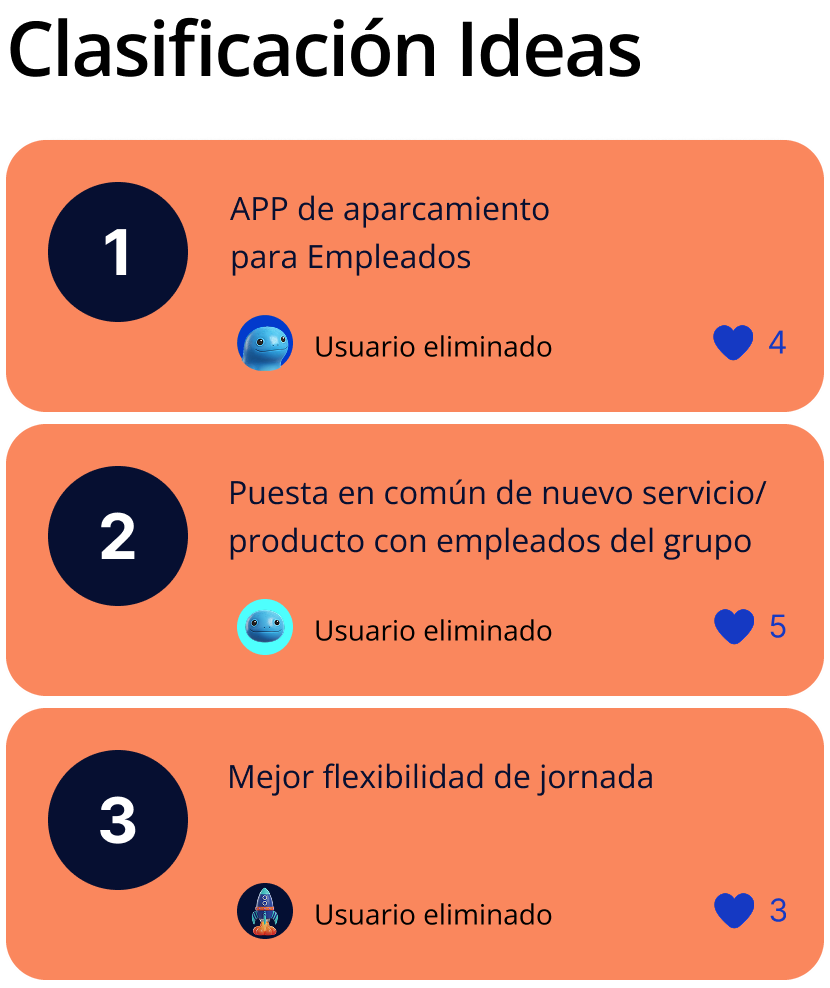 Clasificación Ideas
1
APP de aparcamiento
para Empleados
Usuario eliminado
4
2
Puesta en común de nuevo servicio/
producto con empleados del grupo
Usuario eliminado
5
3
Mejor flexibilidad de jornada
Usuario eliminado
3